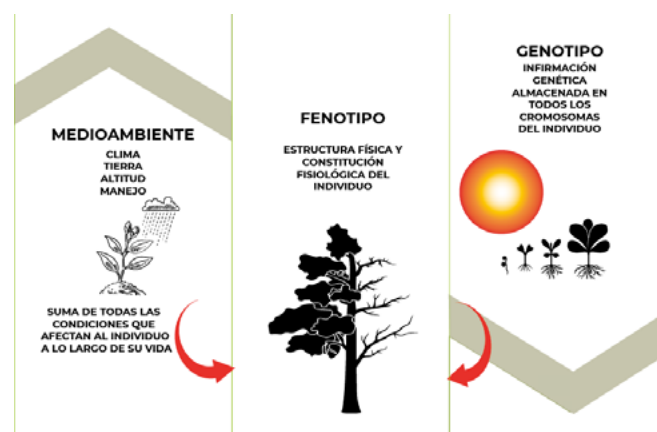 MEDIOAMBIENTE
CLIMA
TIERRA
ALTITUD
MANEJO
SUMA DE TODAS LAS
CONDICIONES QUE
AFECTAN AL INDIVIDUO
A LO LARGO DE SU VIDA
FENOTIPO
ESTRUCTURA FÍSICA Y
CONSTITUCIÓN
FISIOLÓGICA DEL
INDIVIDUO
GENOTIPO
INFIRMACIÓN
GENÉTICA
ALMACENADA EN
TODOS LOS
CROMOSOMAS
DEL INDIVIDUO